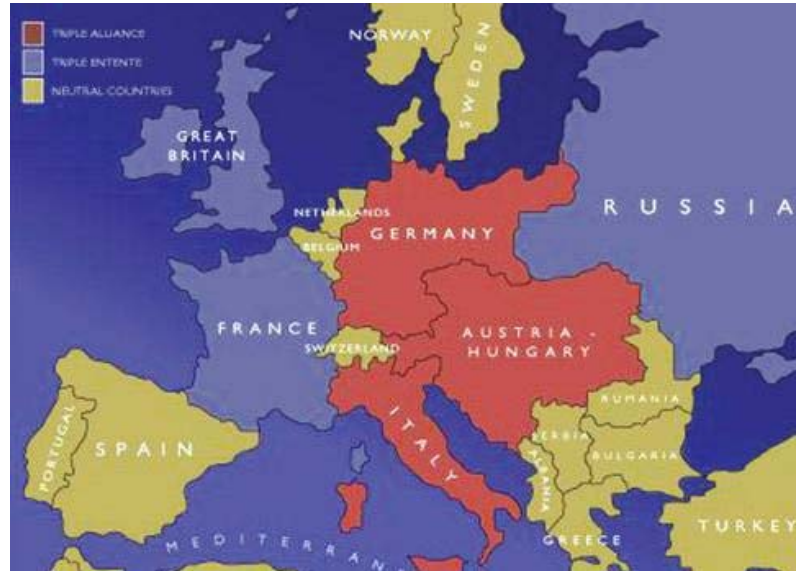 TRIPLE ALLIANCE
TRIPLE ENTENTE
NEUTRAL COUNTRIES
NORWAY
SWEDEN
GREAT
BRITAIN
RUSSIA
NETHERLANDS
BELGIUM
GERMANY
FRANCE
SWITZERLAND
AUSTRIA -
HUNGARY
RUMANIA
PORTUGAL
SPAIN
ITALY
SERBIA
BULGARIA
ALBANIA
TURKEY
GREECE
MEDITERRANE